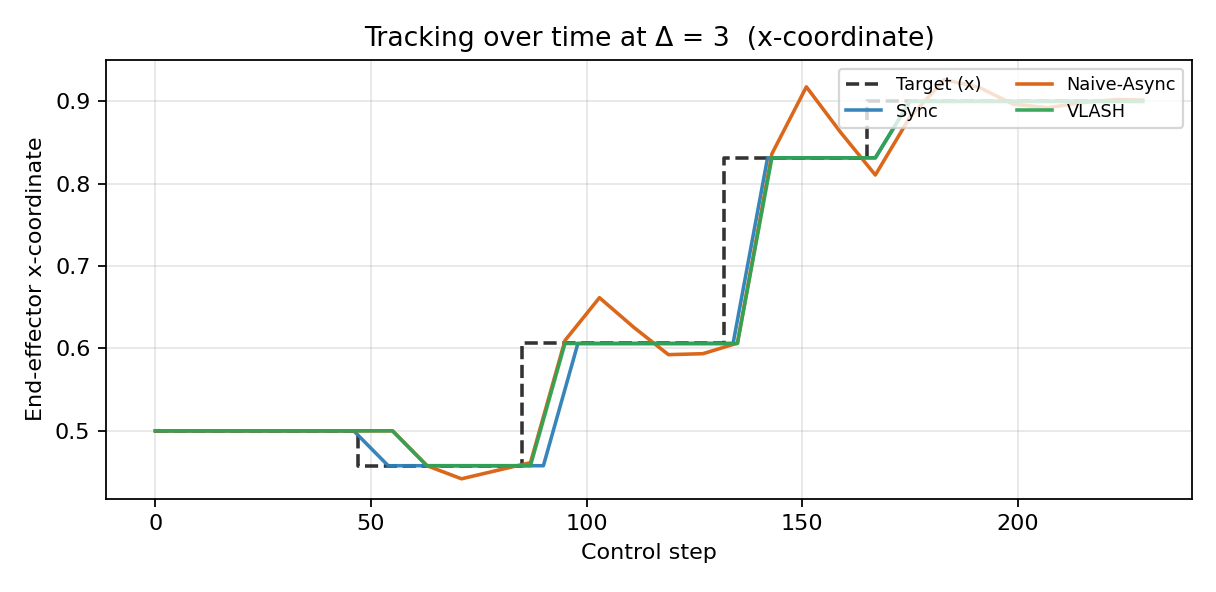 Tracking over time at Δ = 3  (x-coordinate)
Target (x)
Sync
Naive-Async
VLASH
End-effector x-coordinate
0.9
0.8
0.7
0.6
0.5
0
50
100
150
200
Control step